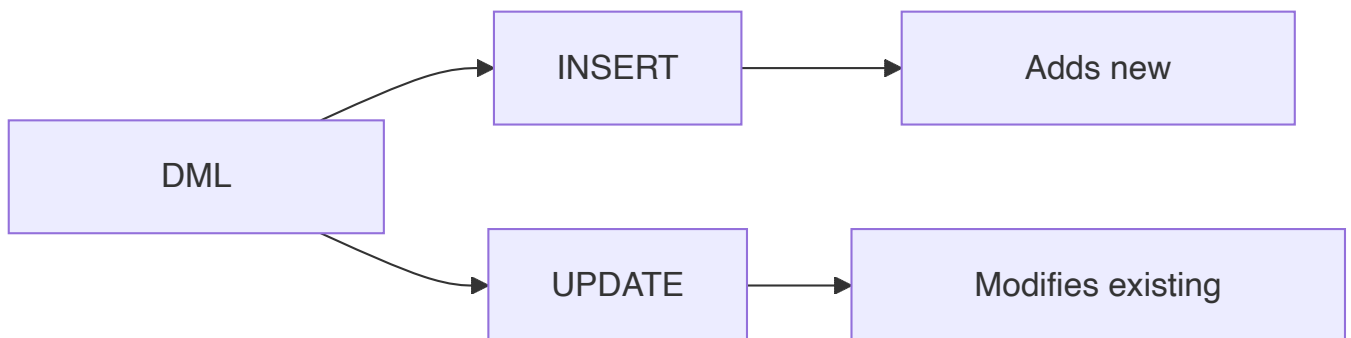 DML
INSERT
Adds new
UPDATE
Modifies existing